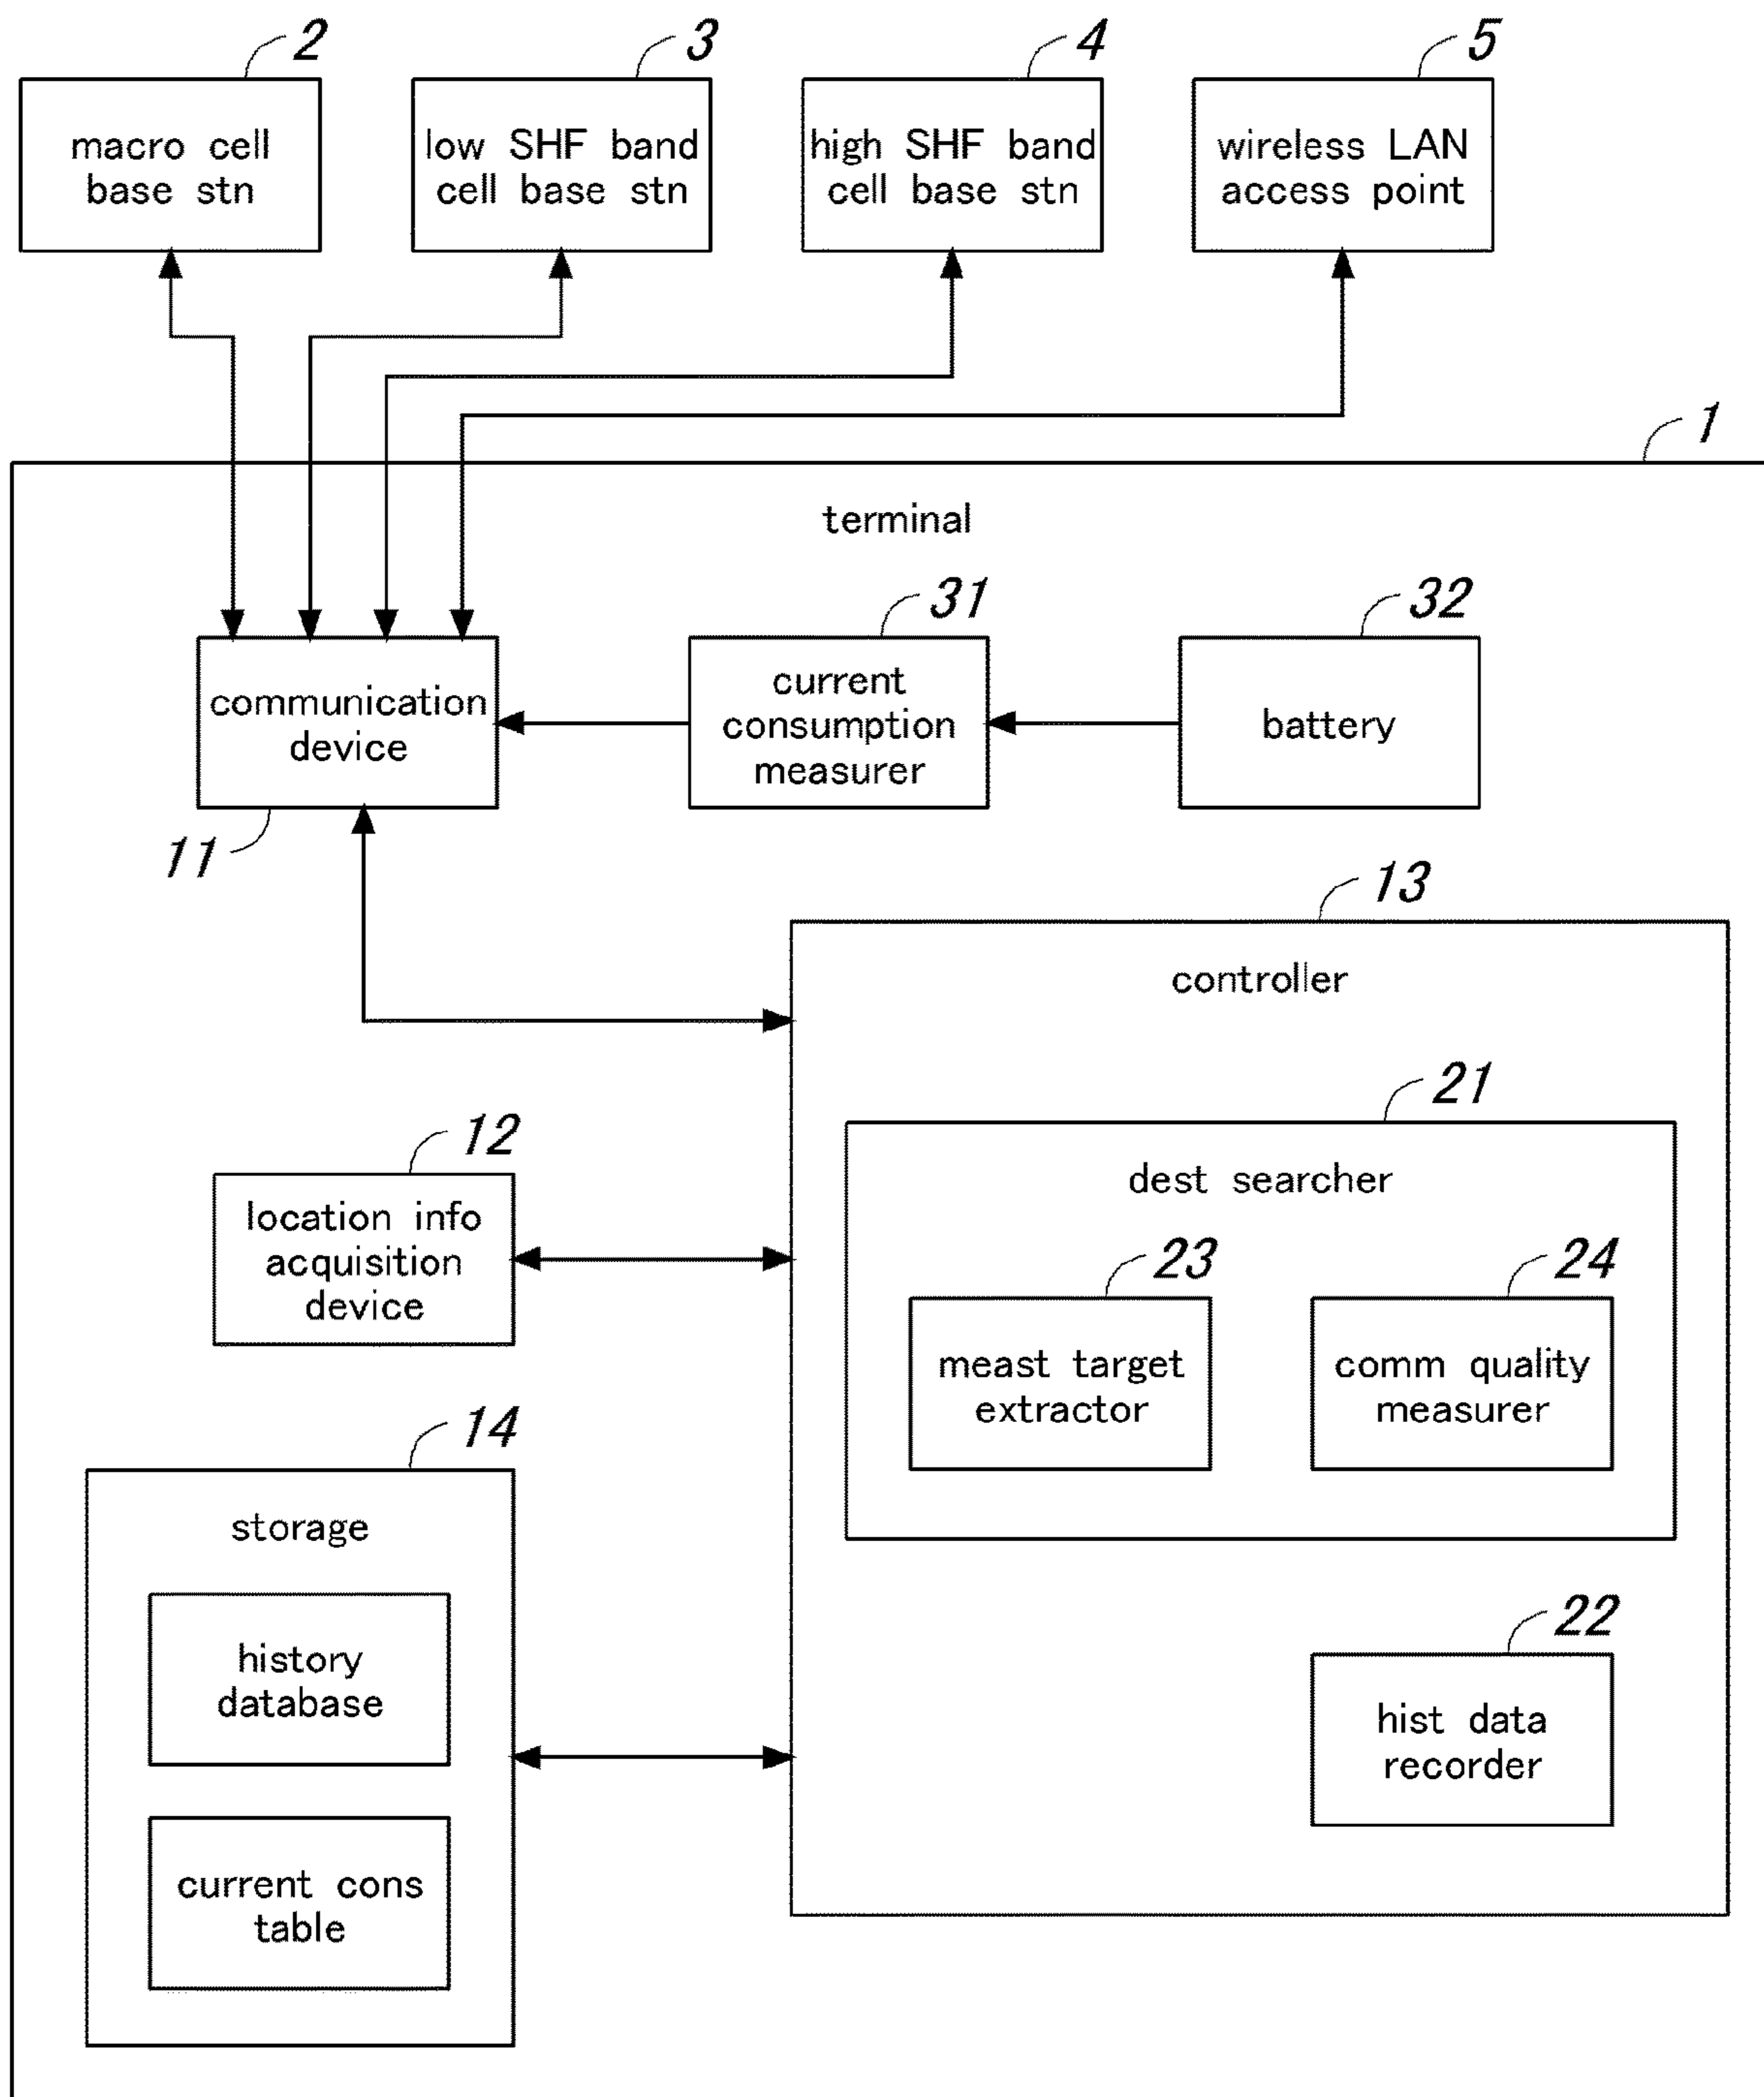 2
3
4
5
macro cell
base stn
low SHF band
cell base stn
high SHF band
cell base stn
wireless LAN
access point
1
terminal
31
32
communication
device
current
consumption
measurer
battery
11
13
controller
21
12
dest searcher
location info
acquisition
device
23
24
meast target
extractor
comm quality
measurer
14
storage
22
history
database
hist data
recorder
current cons
table